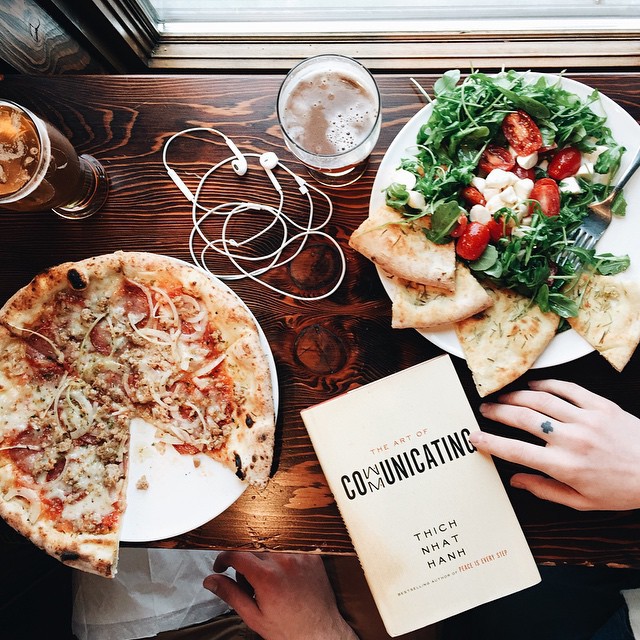 THE ART OF
COMMUNICATING
THICH
NHAT
HANH
BESTSELLING AUTHOR OF PEACE IS EVERY STEP